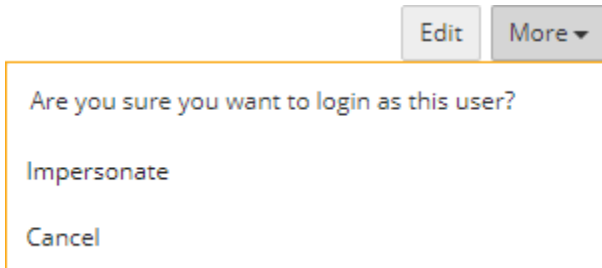 Edit More
Are you sure you want to login as this user?
Impersonate
Cancel